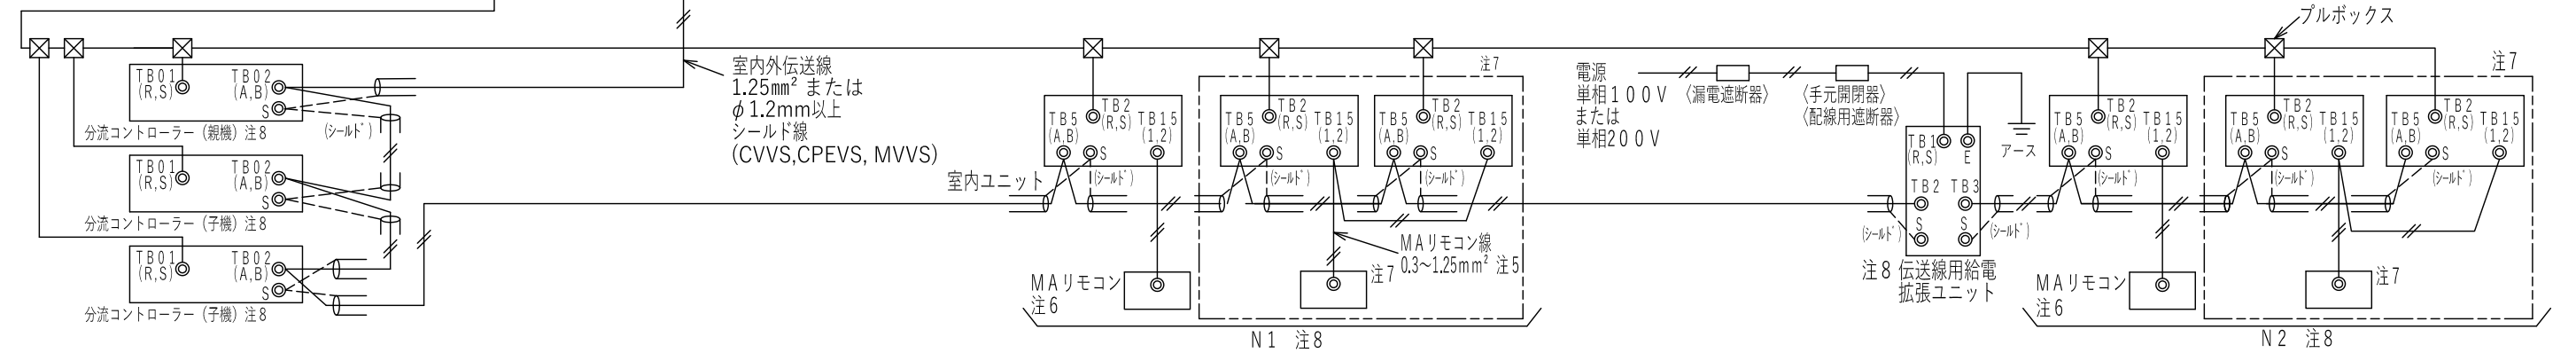 プルボックス
室内外伝送線
1.25mm² または
φ1.2mm以上
シールド線
(CVVS,CPEVS, MVVS)
TB01 TB02
(R,S) (A,B)
S
分流コントローラー（親機）注8
(シールド)
TB01 TB02
(R,S) (A,B)
S
分流コントローラー（子機）注8
TB01 TB02
(R,S) (A,B)
S
分流コントローラー（子機）注8
室内ユニット
TB5 TB2 TB15
(A,B) (R,S) (1,2)
S
(シールド)
MAリモコン
注6
注7
TB5 TB2 TB15
(A,B) (R,S) (1,2)
S
(シールド)
TB5 TB2 TB15
(A,B) (R,S) (1,2)
S
(シールド)
MAリモコン線
0.3～1.25mm² 注5
注7
N1 注8
電源
単相100V
または
単相200V
〈漏電遮断器〉
〈手元開閉器〉
〈配線用遮断器〉
アース
TB1
(R,S) E
TB2 TB3
S S
(シールド) (シールド)
注8 伝送線用給電
拡張ユニット
TB5 TB2 TB15
(A,B) (R,S) (1,2)
S
(シールド)
MAリモコン
注6
注7
TB5 TB2 TB15
(A,B) (R,S) (1,2)
S
(シールド)
TB5 TB2 TB15
(A,B) (R,S) (1,2)
S
(シールド)
注7
N2 注8